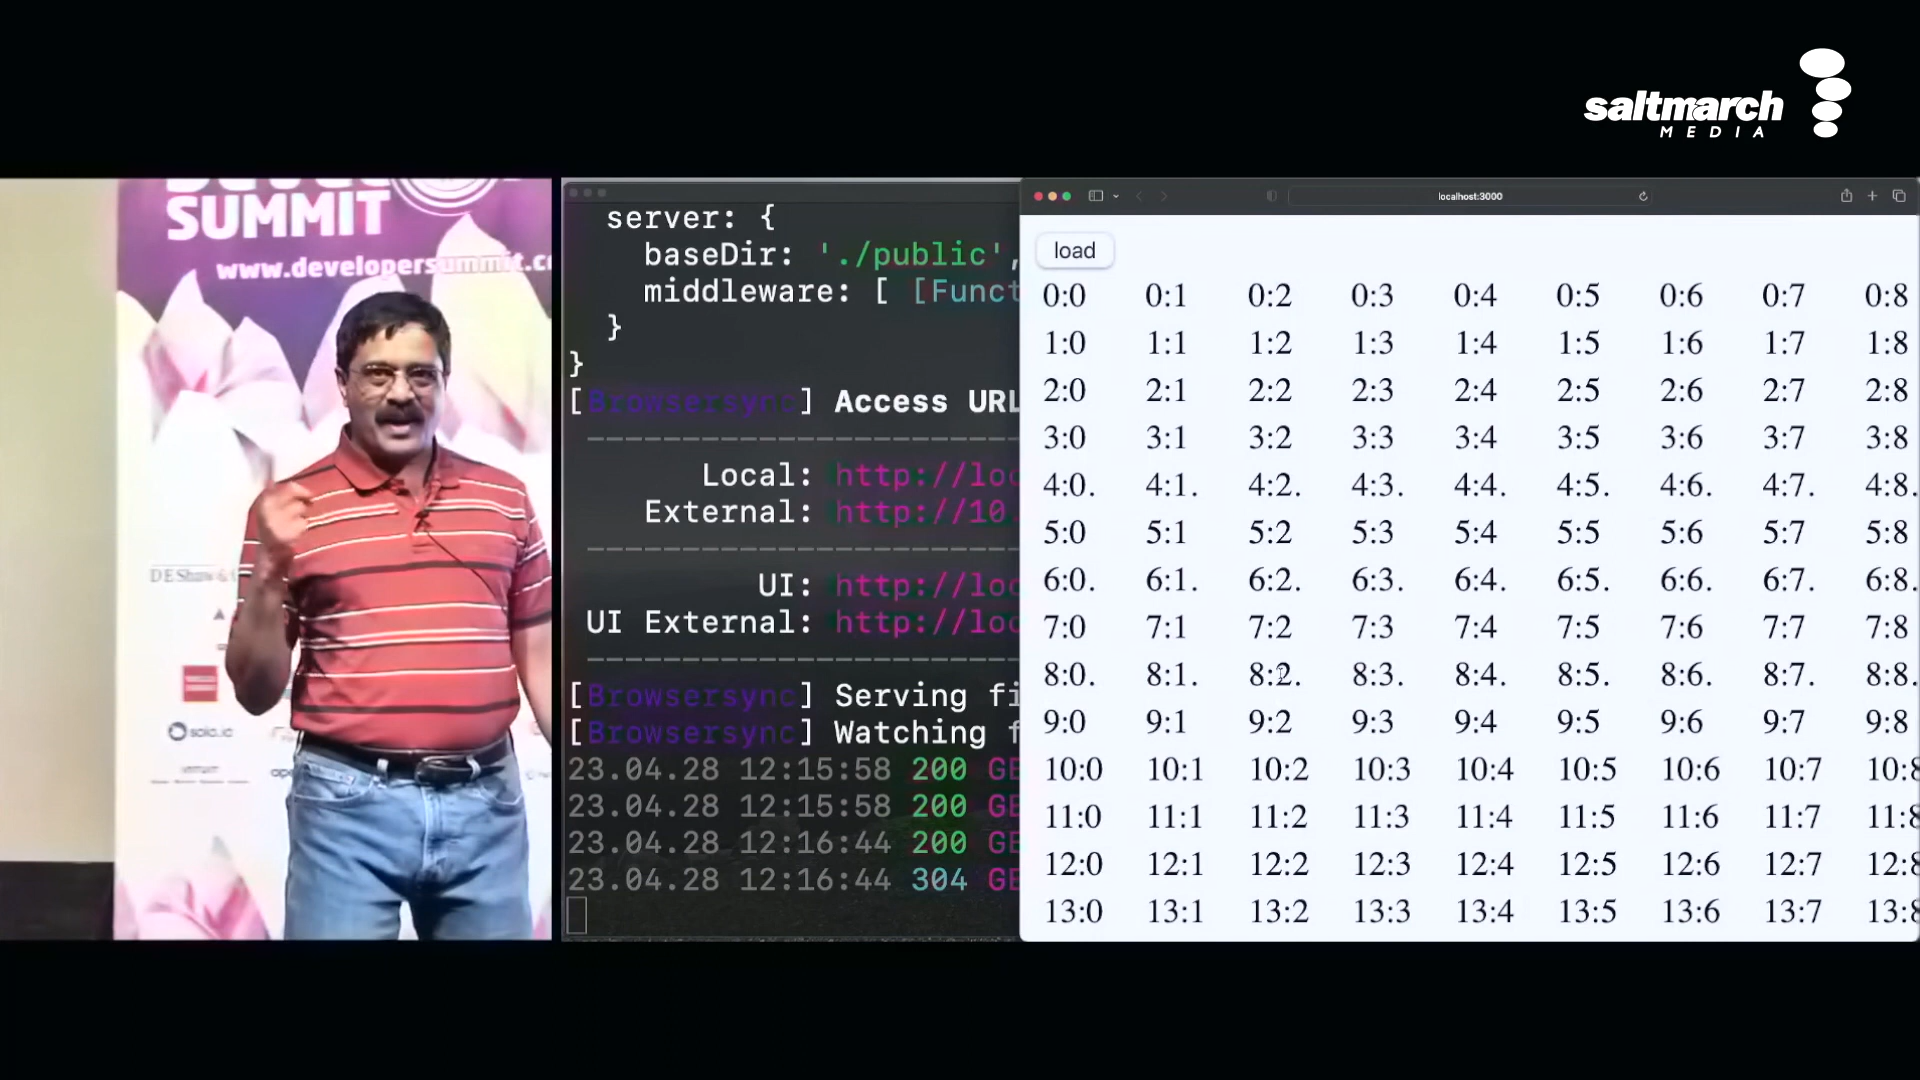 saltmarch
MEDIA
SUMMIT
www.developersummit.c
DE Shaw &
solo.io
server: {
baseDir: './public',
middleware: [ [Funct
}
}
[Browsersync] Access URL
Local: http://loc
External: http://10.
UI: http://loc
UI External: http://loc
[Browsersync] Serving fi
[Browsersync] Watching f
23.04.28 12:15:58 200 GE
23.04.28 12:15:58 200 GE
23.04.28 12:16:44 200 GE
23.04.28 12:16:44 304 GE
localhost:3000
load
0:0 0:1 0:2 0:3 0:4 0:5 0:6 0:7 0:8
1:0 1:1 1:2 1:3 1:4 1:5 1:6 1:7 1:8
2:0 2:1 2:2 2:3 2:4 2:5 2:6 2:7 2:8
3:0 3:1 3:2 3:3 3:4 3:5 3:6 3:7 3:8
4:0. 4:1. 4:2. 4:3. 4:4. 4:5. 4:6. 4:7. 4:8.
5:0 5:1 5:2 5:3 5:4 5:5 5:6 5:7 5:8
6:0. 6:1. 6:2. 6:3. 6:4. 6:5. 6:6. 6:7. 6:8.
7:0 7:1 7:2 7:3 7:4 7:5 7:6 7:7 7:8
8:0. 8:1. 8:2. 8:3. 8:4. 8:5. 8:6. 8:7. 8:8.
9:0 9:1 9:2 9:3 9:4 9:5 9:6 9:7 9:8
10:0 10:1 10:2 10:3 10:4 10:5 10:6 10:7 10:8
11:0 11:1 11:2 11:3 11:4 11:5 11:6 11:7 11:8
12:0 12:1 12:2 12:3 12:4 12:5 12:6 12:7 12:8
13:0 13:1 13:2 13:3 13:4 13:5 13:6 13:7 13:8